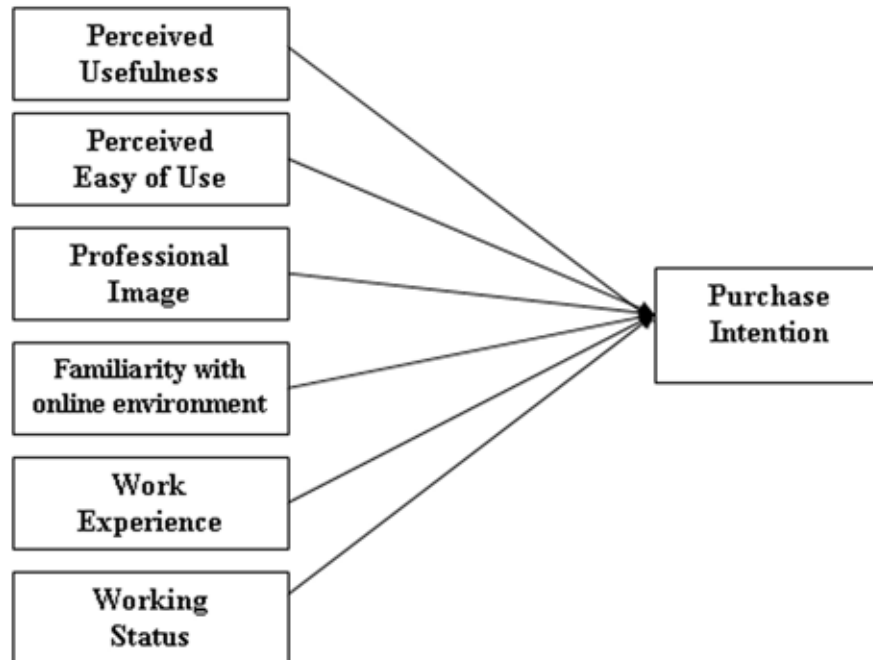 Perceived
Usefulness
Perceived
Easy of Use
Professional
Image
Familiarity with
online environment
Work
Experience
Working
Status
Purchase
Intention